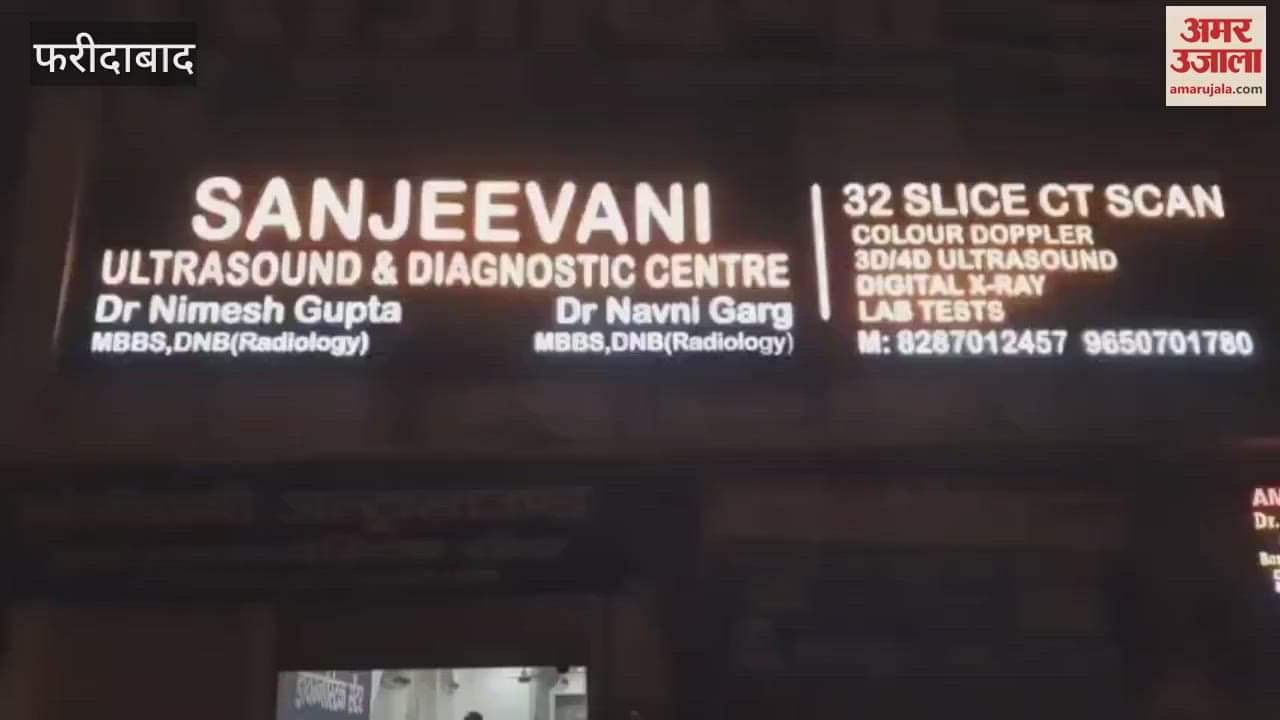 फरीदाबाद
अमर
उजाला
amarujala.com
SANJEEVANI
ULTRASOUND & DIAGNOSTIC CENTRE
Dr Nimesh Gupta Dr Navni Garg
MBBS,DNB(Radiology) MBBS,DNB(Radiology)
32 SLICE CT SCAN
COLOUR DOPPLER
3D/4D ULTRASOUND
DIGITAL X-RAY
LAB TESTS
M: 8287012457 9650701780
Dr.